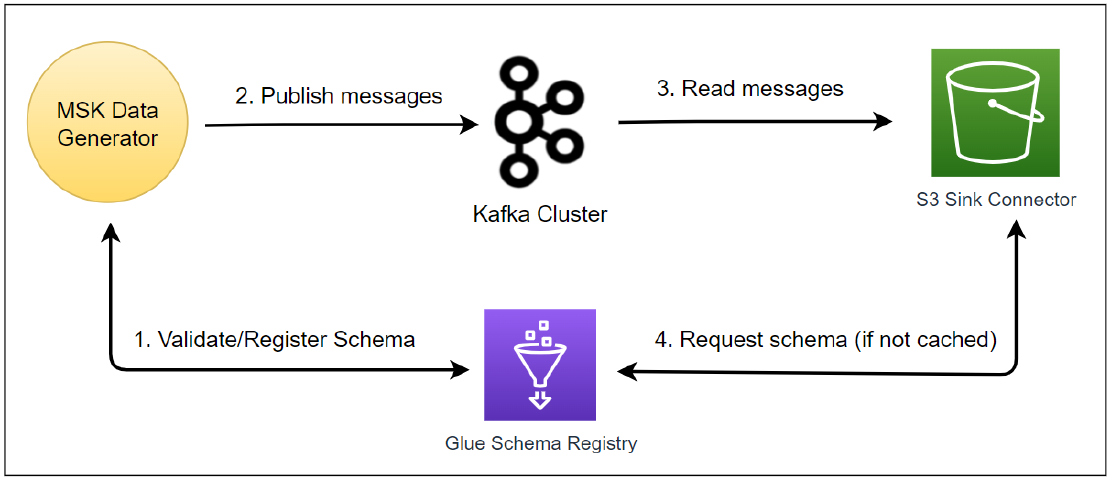 MSK Data
Generator
2. Publish messages
3. Read messages
Kafka Cluster
S3 Sink Connector
1. Validate/Register Schema
4. Request schema (if not cached)
Glue Schema Registry